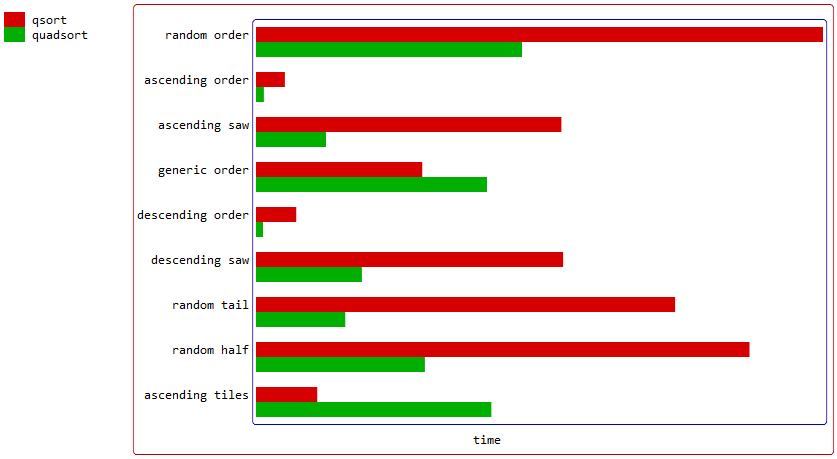 qsort
quadsort
random order
ascending order
ascending saw
generic order
descending order
descending saw
random tail
random half
ascending tiles
time